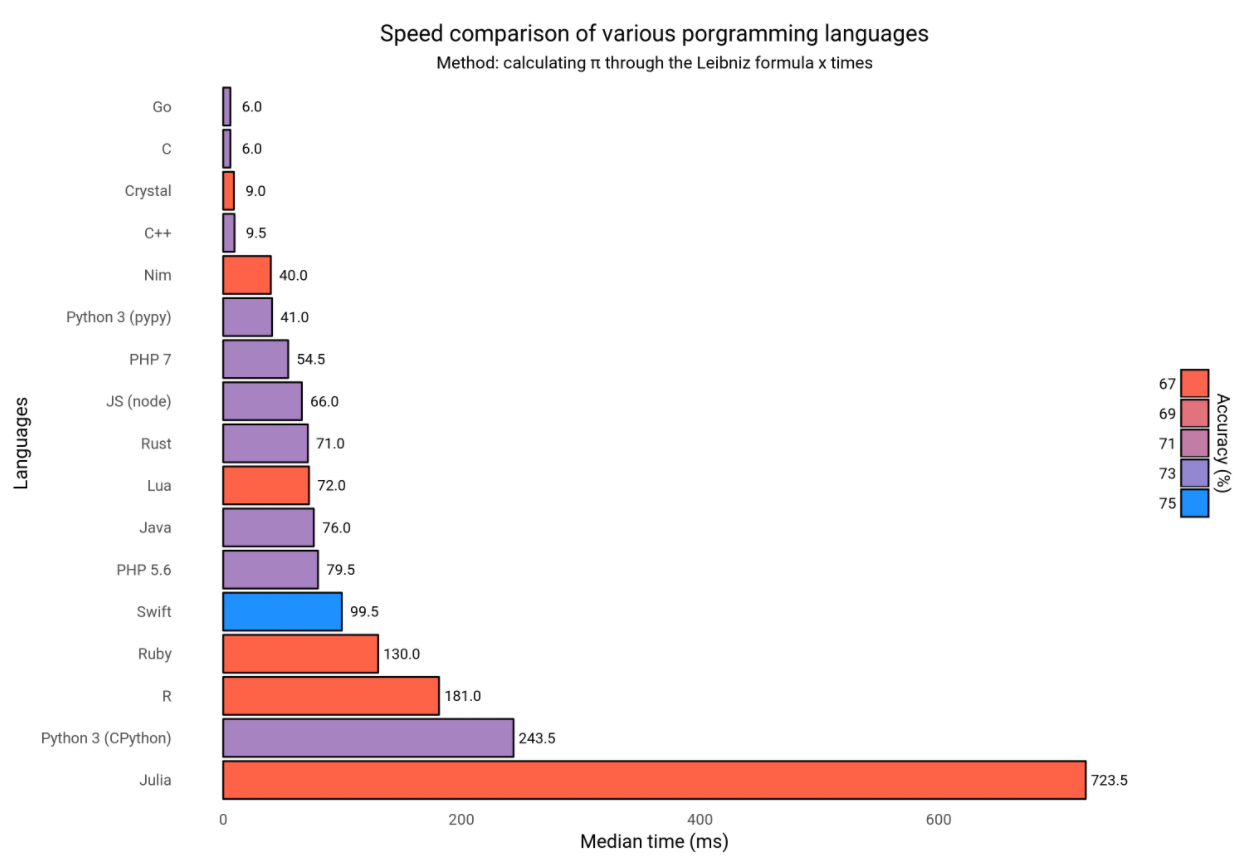 Speed comparison of various porgramming languages
Method: calculating π through the Leibniz formula x times
Languages
Go 6.0
C 6.0
Crystal 9.0
C++ 9.5
Nim 40.0
Python 3 (pypy) 41.0
PHP 7 54.5
JS (node) 66.0
Rust 71.0
Lua 72.0
Java 76.0
PHP 5.6 79.5
Swift 99.5
Ruby 130.0
R 181.0
Python 3 (CPython) 243.5
Julia 723.5
0 200 400 600
Median time (ms)
67
69
71
73
75
Accuracy (%)